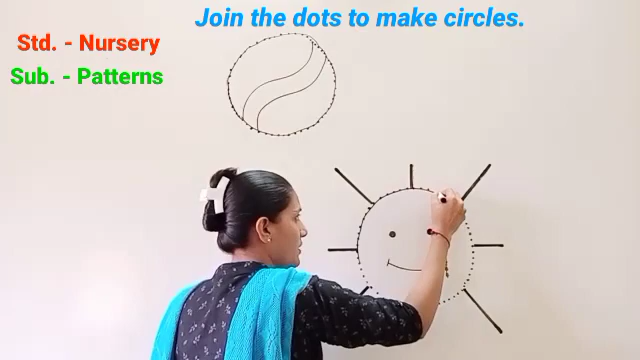 Join the dots to make circles.
Std. - Nursery
Sub. - Patterns